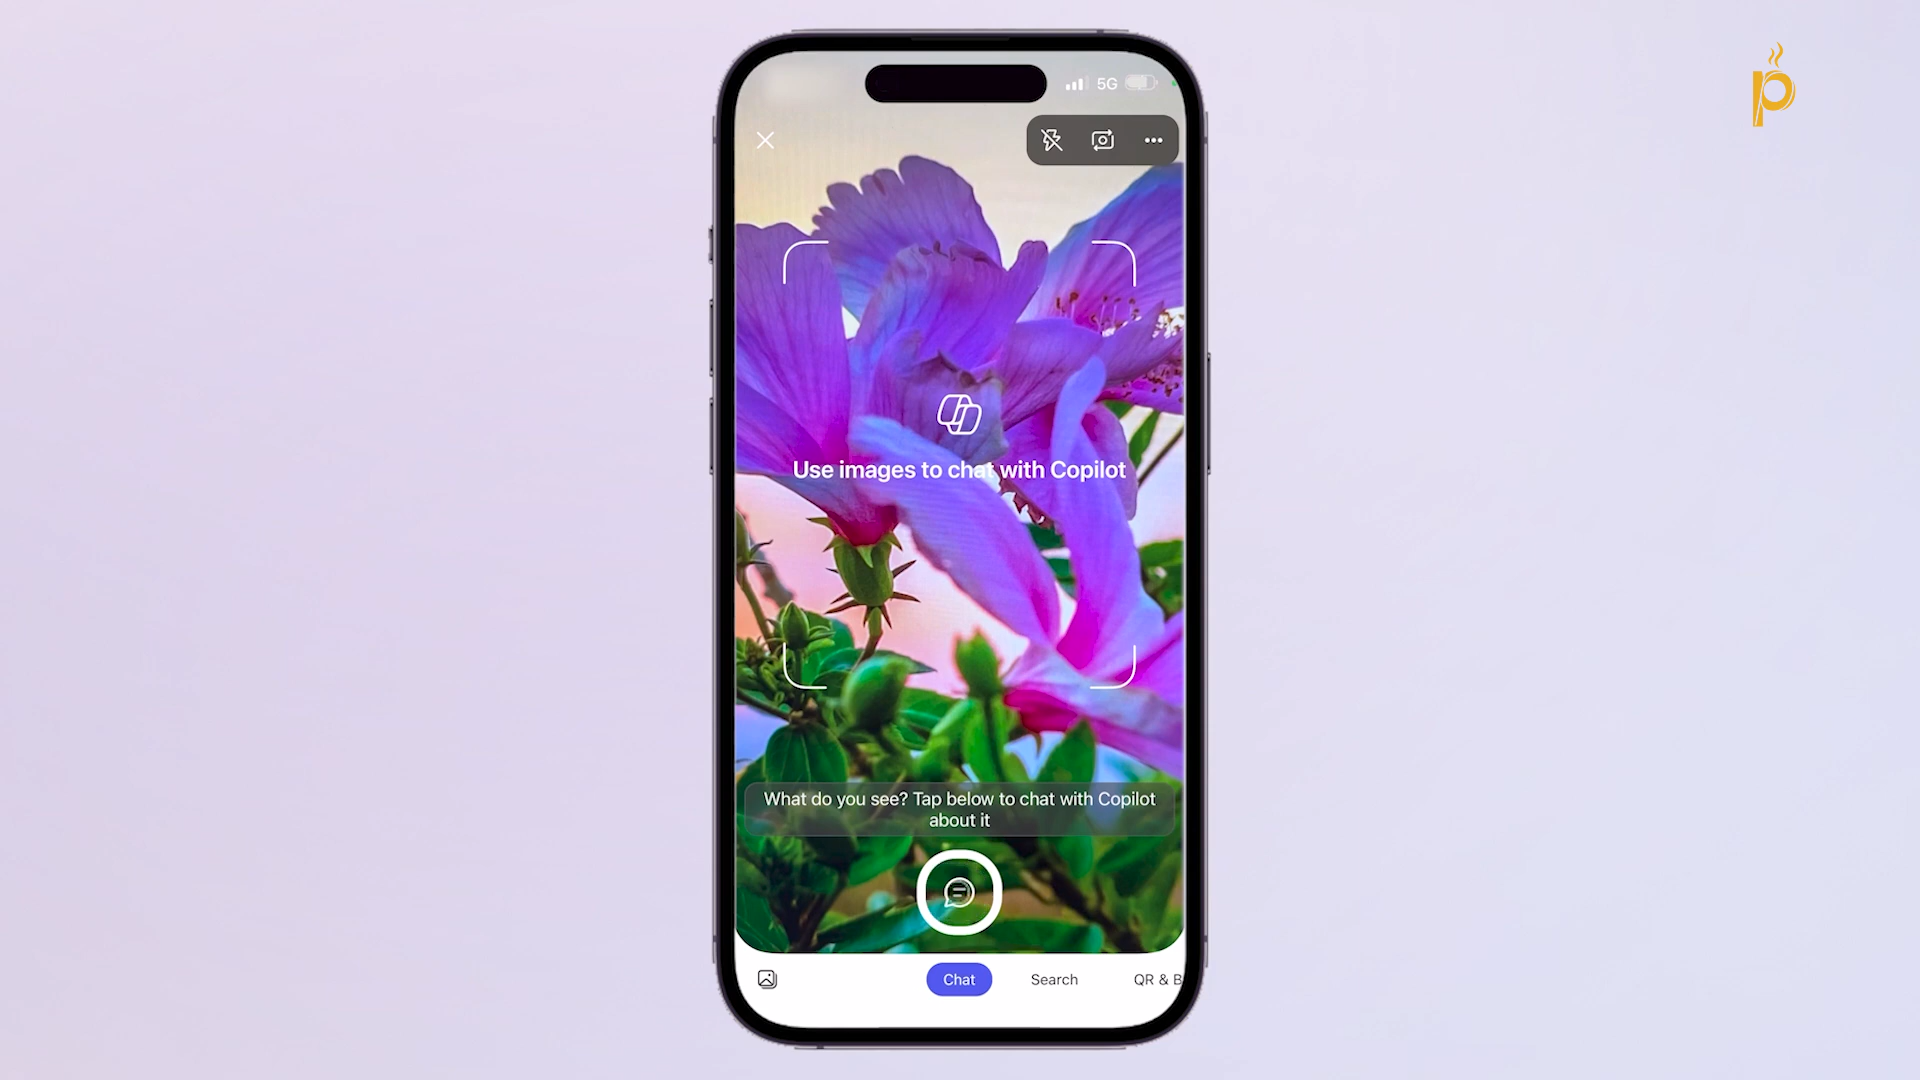 5G
Use images to chat with Copilot
What do you see? Tap below to chat with Copilot
about it
Chat
Search
QR & B